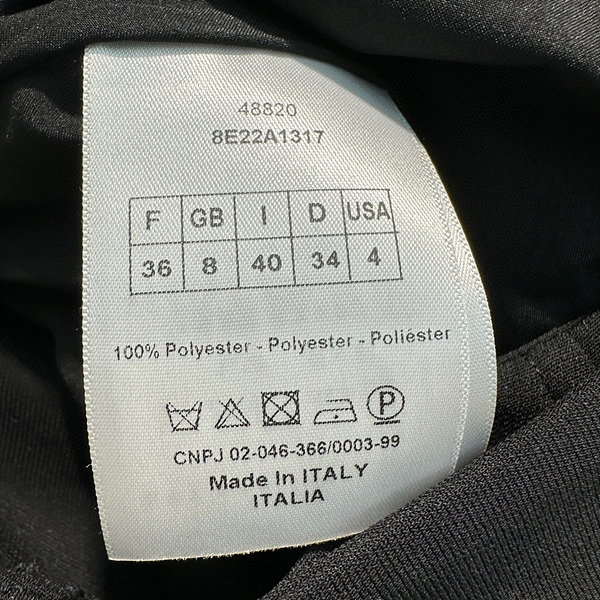 48820
8E22A1317
F GB I D USA
36 8 40 34 4
100% Polyester - Polyester - Poliéster
P
CNPJ 02-046-366/0003-99
Made In ITALY
ITALIA